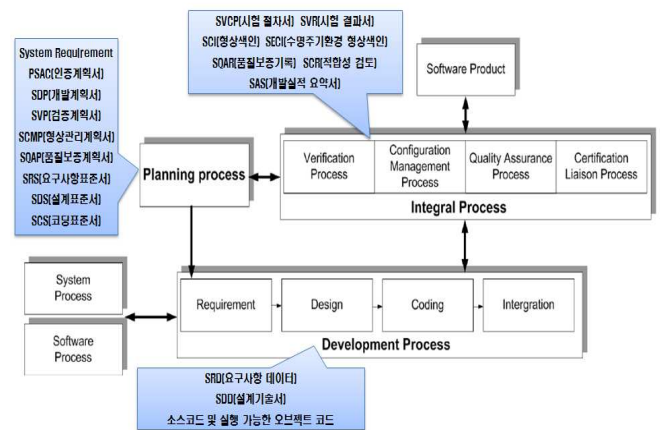 SVCP(시험 절차서) SVR(시험 결과서)
SCI(형상색인) SECI(수명주기환경 형상색인)
SQAR(품질보증기록) SCR(적합성 검토)
SAS(개발실적 요약서)
System Requirement
PSAC(인증계획서)
SDP(개발계획서)
SVP(검증계획서)
SCMP(형상관리계획서)
SQAP(품질보증계획서)
SRS(요구사항표준서)
SDS(설계표준서)
SCS(코딩표준서)
Software Product
Planning process
Verification
Process
Configuration
Management
Process
Quality Assurance
Process
Certification
Liaison Process
Integral Process
System
Process
Software
Process
Requirement
Design
Coding
Intergration
Development Process
SRD(요구사항 데이터)
SDD(설계기술서)
소스코드 및 실행 가능한 오브젝트 코드